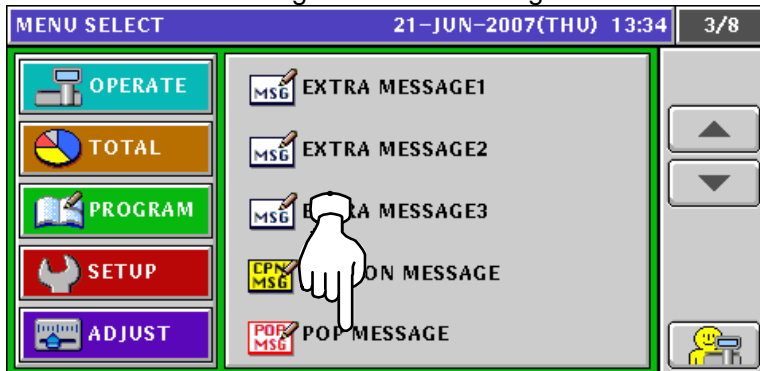 MENU SELECT 21-JUN-2007(THU) 13:34 3/8
OPERATE
TOTAL
PROGRAM
SETUP
ADJUST
MSG EXTRA MESSAGE1
MSG EXTRA MESSAGE2
MSG MESSAGE3
CPN MSG MESSAGE
POP MSG POP MESSAGE